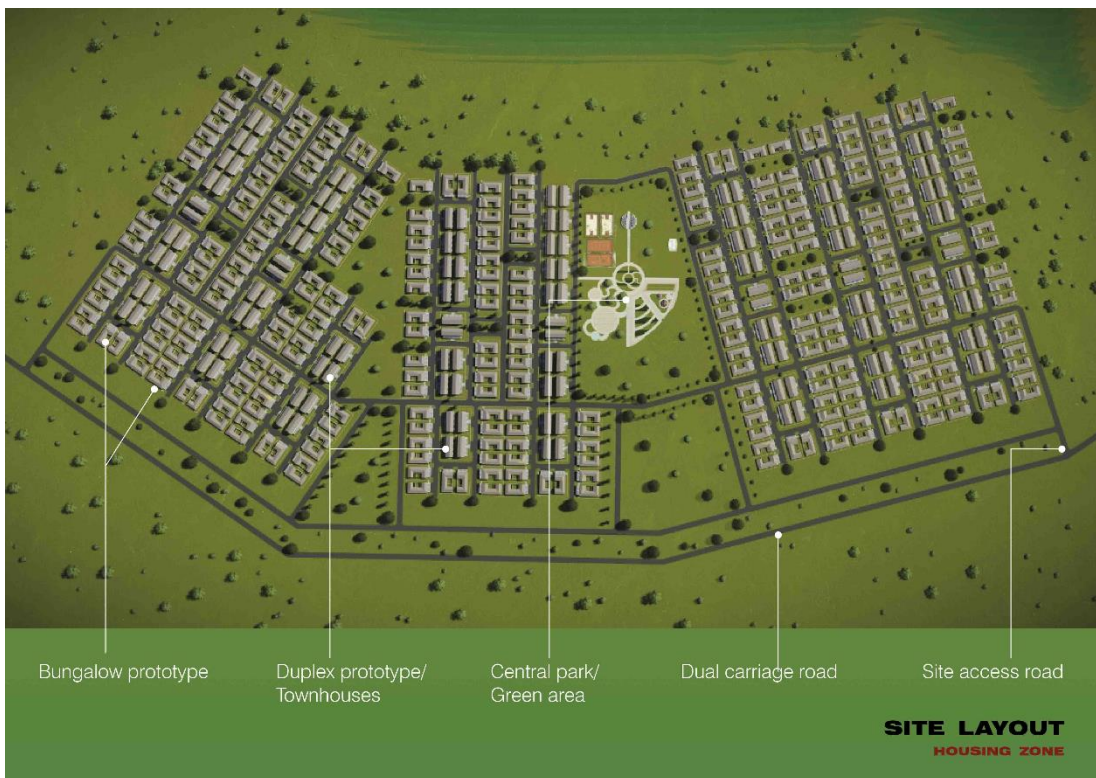 Bungalow prototype
Duplex prototype/
Townhouses
Central park/
Green area
Dual carriage road
Site access road
SITE LAYOUT
HOUSING ZONE